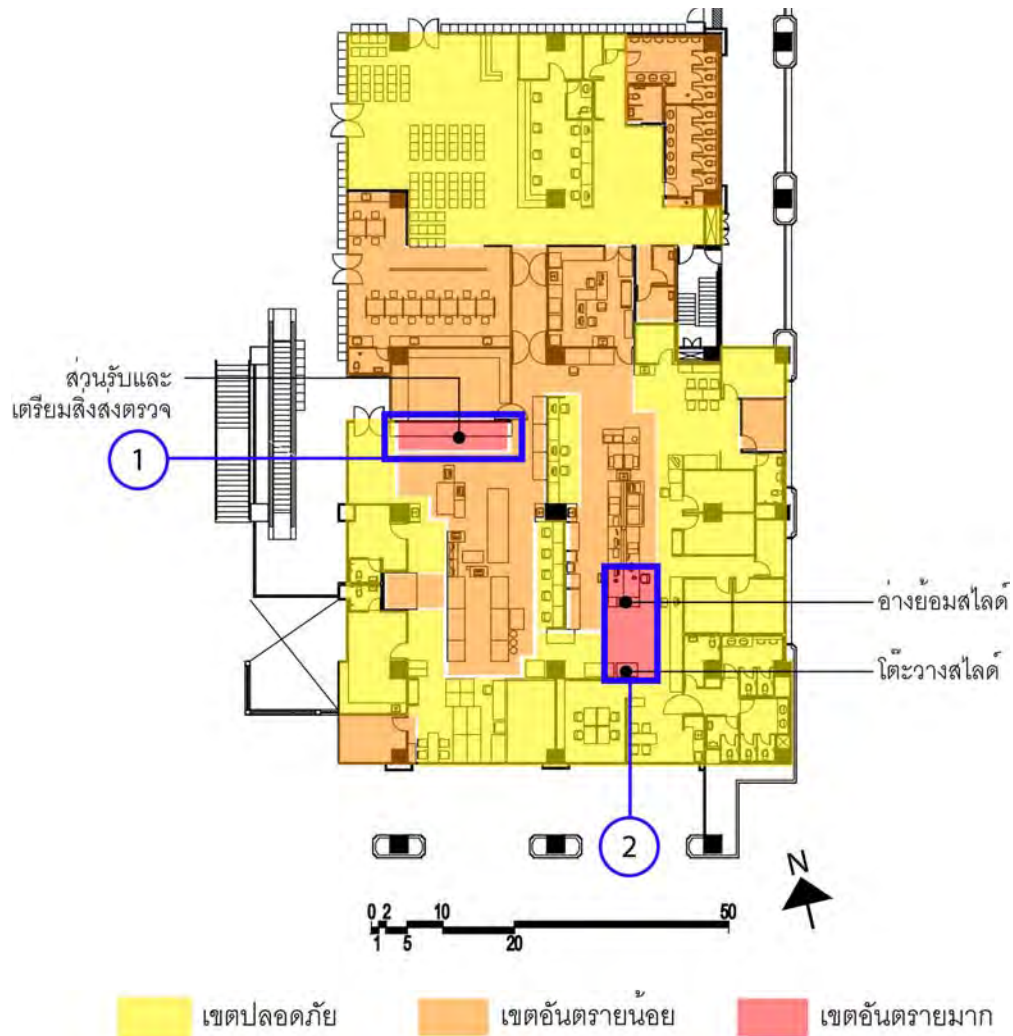 ส่วนรับและ
เตรียมสิ่งส่งตรวจ
1
อ่างย้อมสไลด์
โต๊ะวางสไลด์
2
N
0 2 10 50
1 5 20
เขตปลอดภัย เขตอันตรายน้อย เขตอันตรายมาก